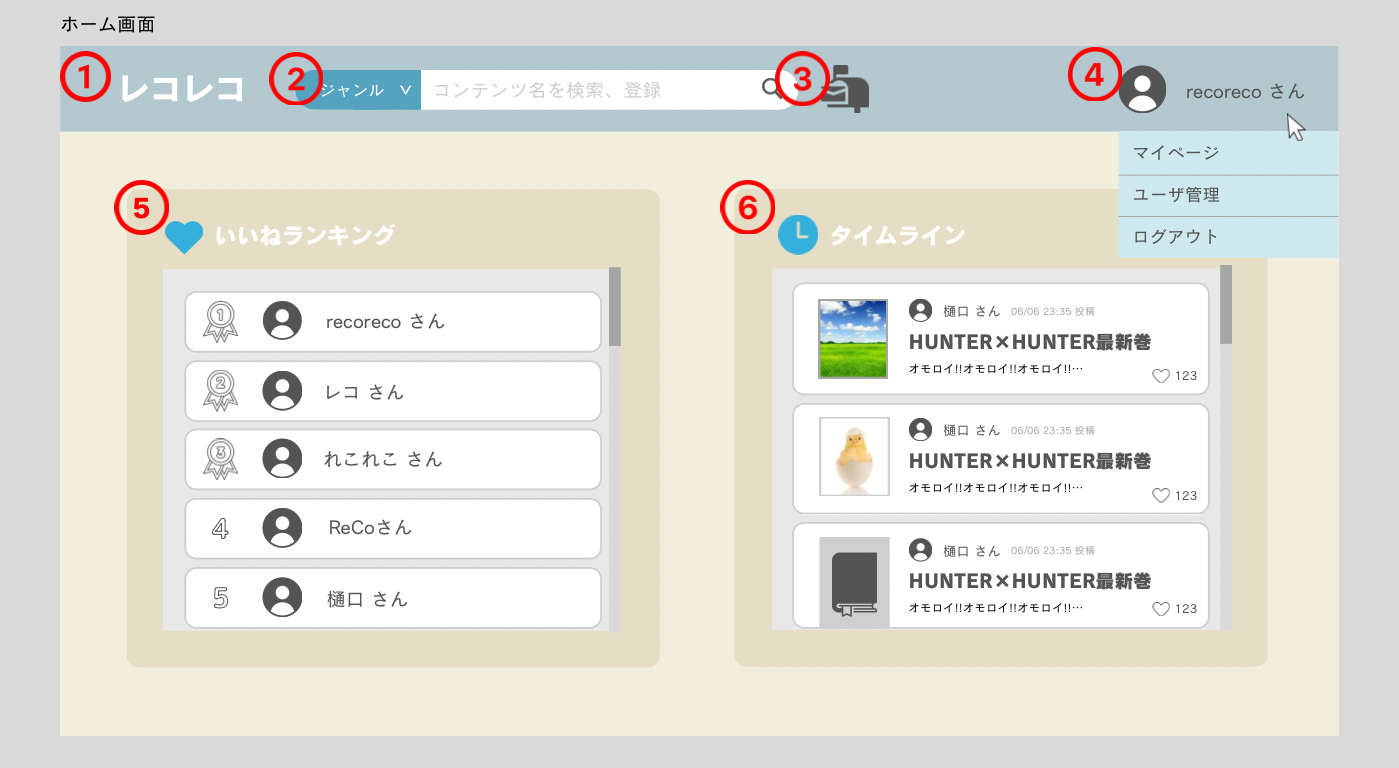 ホーム画面
① レコレコ
② ジャンル ∨ コンテンツ名を検索、登録
③
④ recoreco さん
マイページ
ユーザ管理
ログアウト
⑤ いいねランキング
1 recoreco さん
2 レコ さん
3 れこれこ さん
4 ReCoさん
5 樋口 さん
⑥ タイムライン
樋口 さん 06/06 23:35 投稿
HUNTER×HUNTER最新巻
オモロイ!!オモロイ!!オモロイ!!…
123
樋口 さん 06/06 23:35 投稿
HUNTER×HUNTER最新巻
オモロイ!!オモロイ!!オモロイ!!…
123
樋口 さん 06/06 23:35 投稿
HUNTER×HUNTER最新巻
オモロイ!!オモロイ!!オモロイ!!…
123